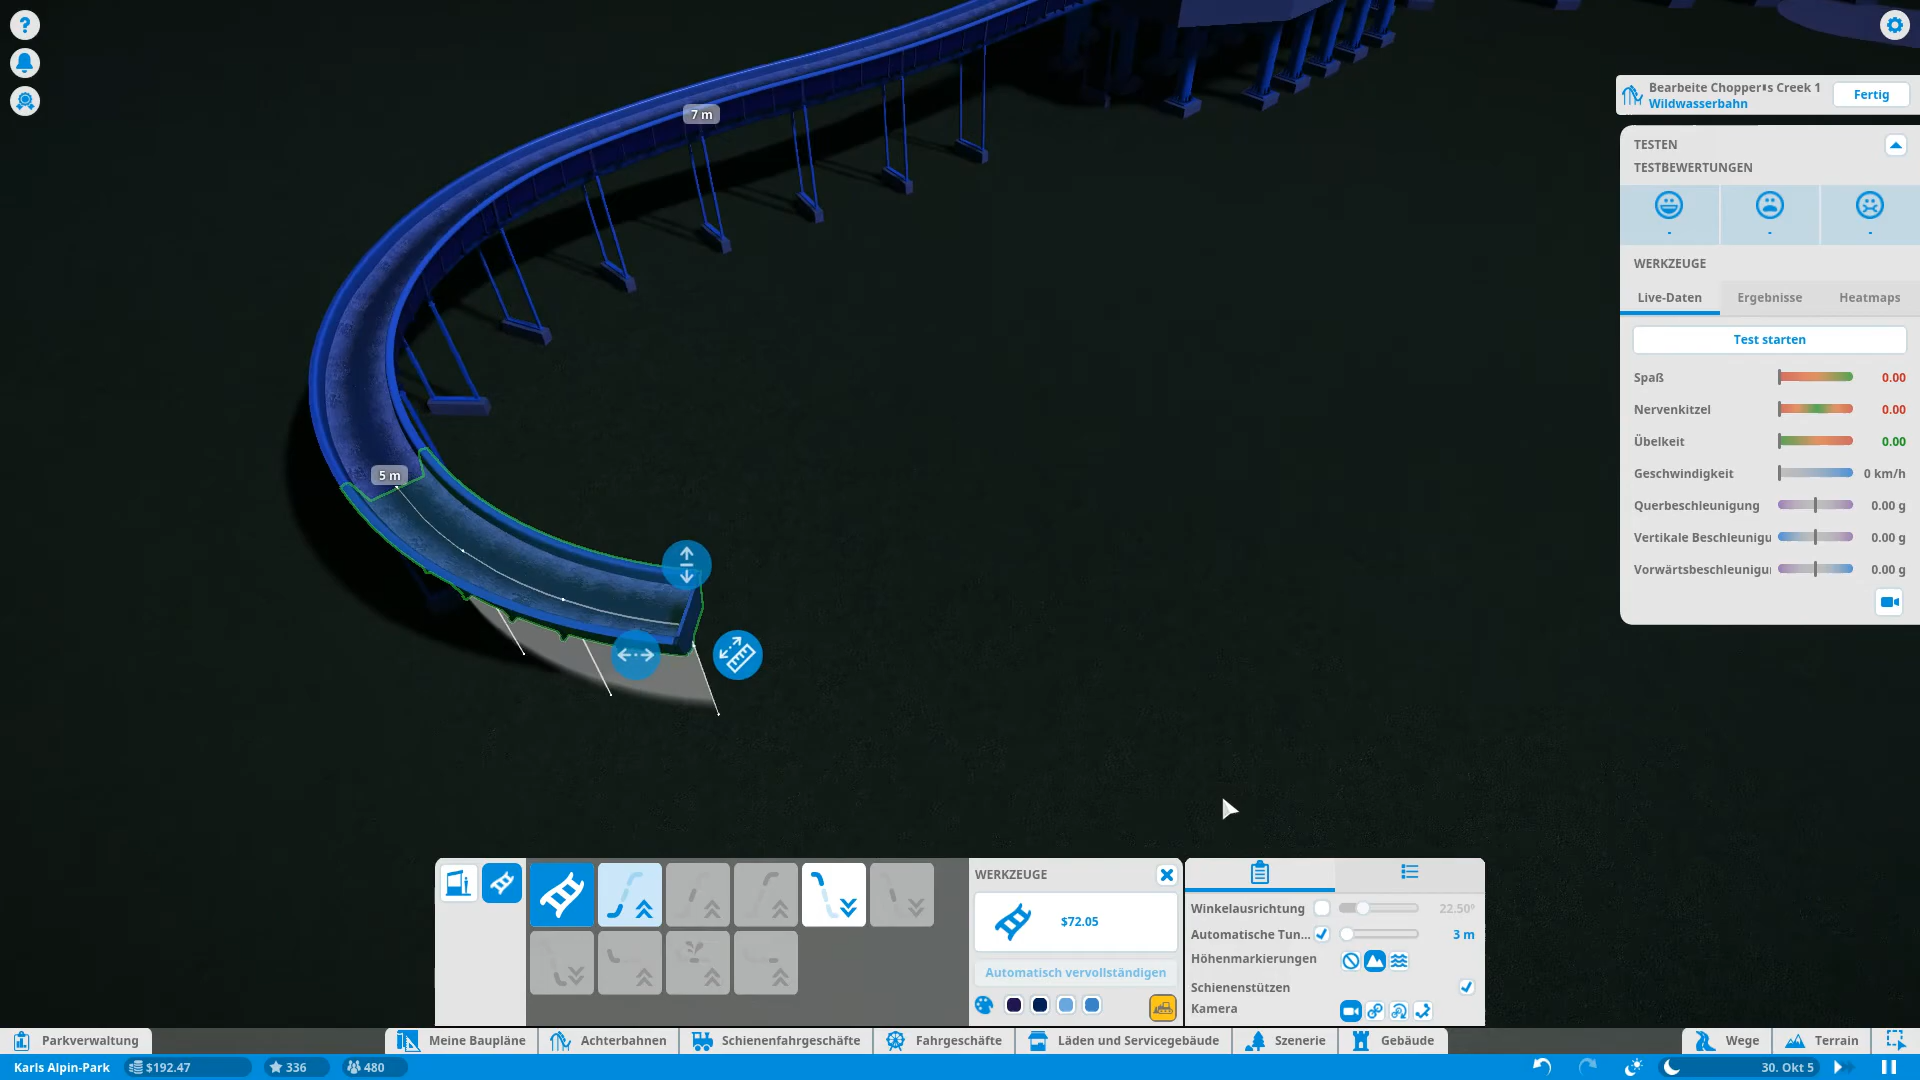 ?
7 m
5 m
Bearbeite Chopper's Creek 1
Wildwasserbahn
Fertig
TESTEN
TESTBEWERTUNGEN
- - -
WERKZEUGE
Live-Daten Ergebnisse Heatmaps
Test starten
Spaß 0.00
Nervenkitzel 0.00
Übelkeit 0.00
Geschwindigkeit 0 km/h
Querbeschleunigung 0.00 g
Vertikale Beschleunigu 0.00 g
Vorwärtsbeschleunigu 0.00 g
WERKZEUGE
$72.05
Automatisch vervollständigen
Winkelausrichtung 22.50°
Automatische Tun... 3 m
Höhenmarkierungen
Schienenstützen
Kamera
Parkverwaltung
Meine Baupläne
Achterbahnen
Schienenfahrgeschäfte
Fahrgeschäfte
Läden und Servicegebäude
Szenerie
Gebäude
Wege
Terrain
Karls Alpin-Park $192.47 336 480 30. Okt 5